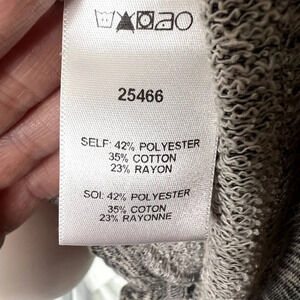 25466
SELF: 42% POLYESTER
35% COTTON
23% RAYON
SOI: 42% POLYESTER
35% COTON
23% RAYONNE